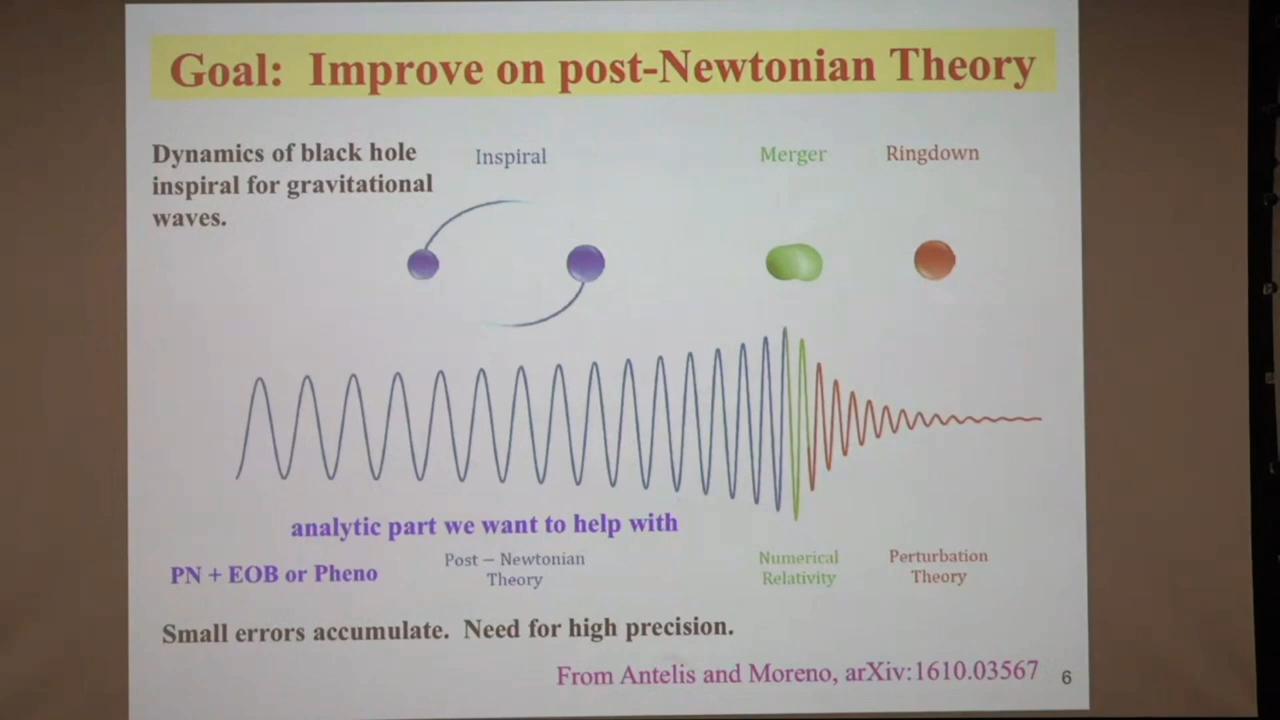 Goal: Improve on post-Newtonian Theory
Dynamics of black hole
inspiral for gravitational
waves.
Inspiral
Merger
Ringdown
analytic part we want to help with
PN + EOB or Pheno
Post – Newtonian
Theory
Numerical
Relativity
Perturbation
Theory
Small errors accumulate. Need for high precision.
From Antelis and Moreno, arXiv:1610.03567
6